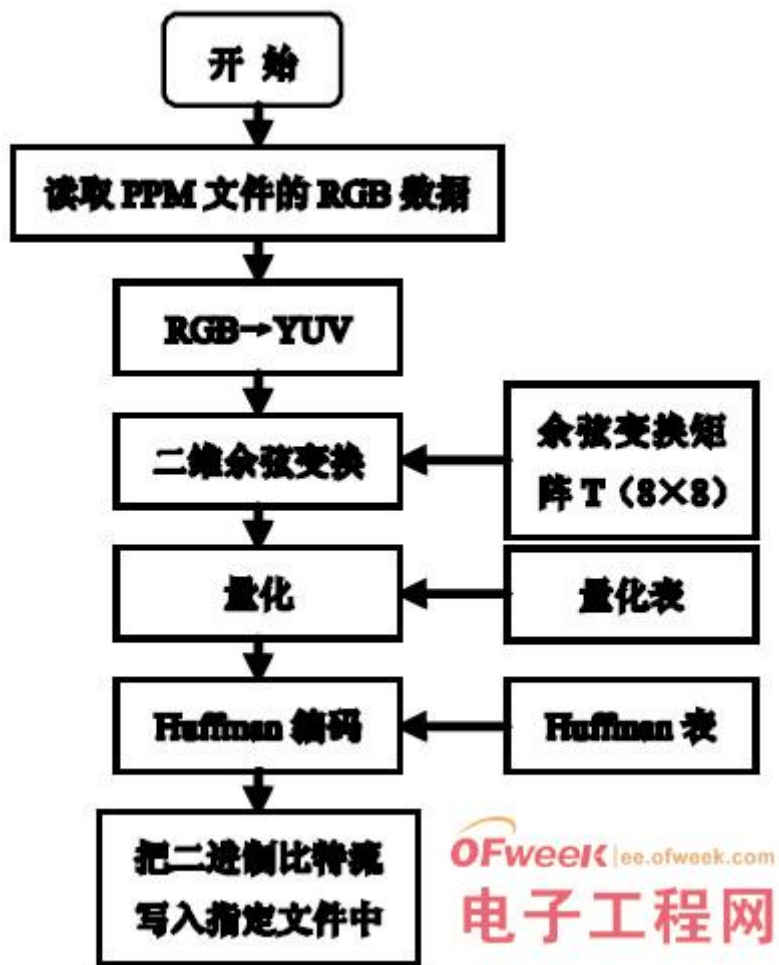 开 始
读取 PPM 文件的 RGB 数据
RGB→YUV
二维余弦变换
余弦变换矩
阵 T（8×8）
量化
量化表
Huffman 编码
Huffman 表
把二进制比特流
写入指定文件中
OFweek | ee.ofweek.com
电子工程网